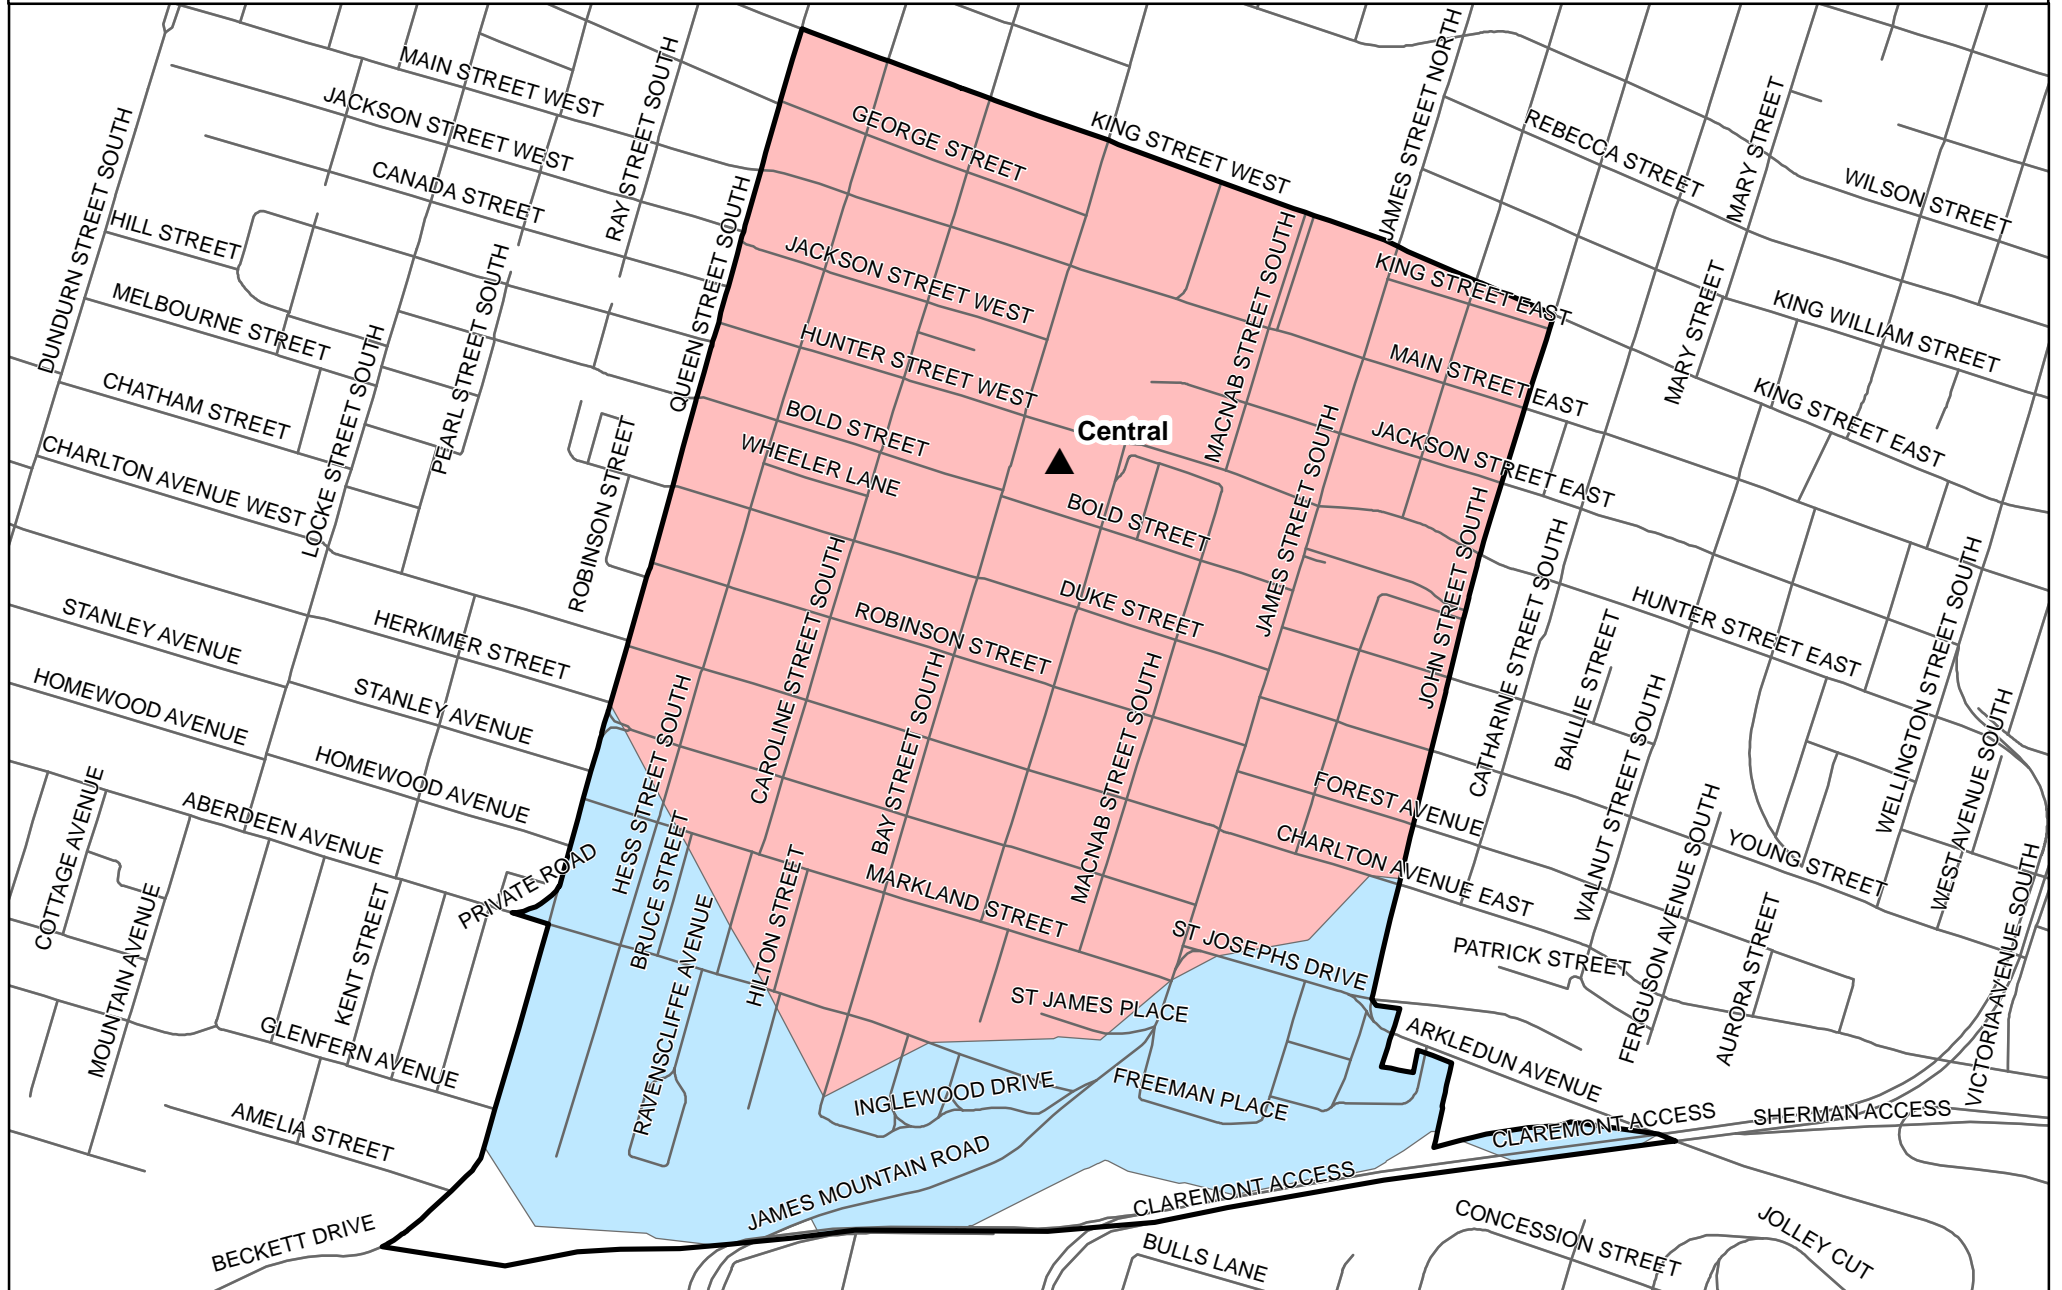 MAIN STREET WEST
RAY STREET SOUTH
JAMES STREET NORTH
MARY STREET
JACKSON STREET WEST
GEORGE STREET
KING STREET WEST
REBECCA STREET
DUNDURN STREET SOUTH
CANADA STREET
WILSON STREET
HILL STREET
QUEEN STREET SOUTH
JACKSON STREET WEST
MACNAB STREET SOUTH
KING STREET EAST
MARY STREET
PEARL STREET SOUTH
MELBOURNE STREET
KING WILLIAM STREET
LOCKE STREET SOUTH
HUNTER STREET WEST
MAIN STREET EAST
KING STREET EAST
CHATHAM STREET
BOLD STREET
Central
JACKSON STREET EAST
JAMES STREET SOUTH
WHEELER LANE
ROBINSON STREET
CHARLTON AVENUE WEST
BOLD STREET
JOHN STREET SOUTH
CATHARINE STREET SOUTH
CAROLINE STREET SOUTH
WELLINGTON STREET SOUTH
DUKE STREET
HUNTER STREET EAST
STANLEY AVENUE
HERKIMER STREET
ROBINSON STREET
BAILLIE STREET
HOMEWOOD AVENUE
STANLEY AVENUE
HESS STREET SOUTH
BAY STREET SOUTH
MACNAB STREET SOUTH
WALNUT STREET SOUTH
WEST AVENUE SOUTH
HOMEWOOD AVENUE
FOREST AVENUE
COTTAGE AVENUE
ABERDEEN AVENUE
BRUCE STREET
FERGUSON AVENUE SOUTH
YOUNG STREET
CHARLTON AVENUE EAST
PRIVATE ROAD
HILTON STREET
MARKLAND STREET
VICTORIA AVENUE SOUTH
MOUNTAIN AVENUE
KENT STREET
RAVENSCLIFFE AVENUE
ST JOSEPHS DRIVE
PATRICK STREET
AURORA STREET
ST JAMES PLACE
GLENFERN AVENUE
ARKLEDUN AVENUE
INGLEWOOD DRIVE
FREEMAN PLACE
AMELIA STREET
CLAREMONT ACCESS
SHERMAN ACCESS
JAMES MOUNTAIN ROAD
CLAREMONT ACCESS
BECKETT DRIVE
CONCESSION STREET
JOLLEY CUT
BULLS LANE